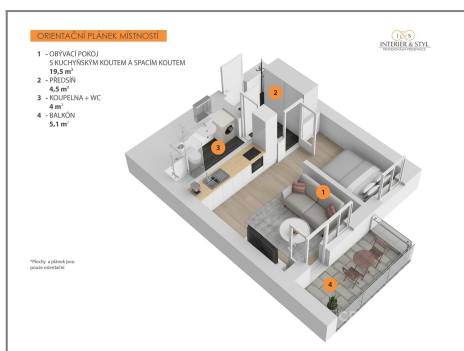 ORIENTAČNÍ PLÁNEK MÍSTNOSTÍ
I&S
INTERIÉR & STYL
1 - OBÝVACÍ POKOJ
S KUCHYŇSKÝM KOUTEM A SPACÍM KOUTEM
19,5 m²
2 - PŘEDSÍŇ
4,5 m²
3 - KOUPELNA + WC
4 m²
4 - BALKÓN
5,1 m²
2
3
1
4
*Plochy a plánek jsou
pouze orientační